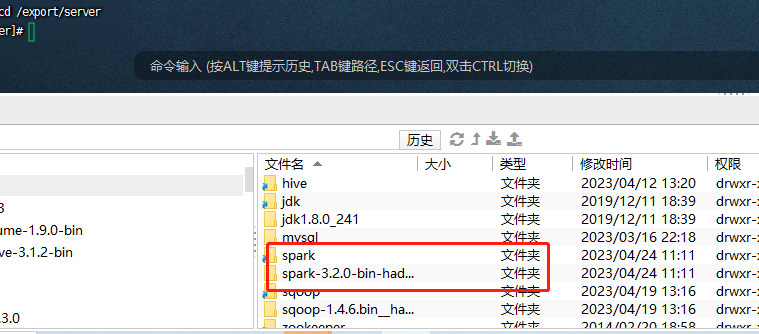 cd /export/server
er]#
命令输入 (按ALT键提示历史,TAB键路径,ESC键返回,双击CTRL切换)
历史
文件名 大小 类型 修改时间 权限
hive 文件夹 2023/04/12 13:20 drwxr-x
jdk 文件夹 2019/12/11 18:39 drwxr-x
3 jdk1.8.0_241 文件夹 2019/12/11 18:39 drwxr-x
ume-1.9.0-bin mysql 文件夹 2023/03/16 22:18 drwxr-x
ve-3.1.2-bin spark 文件夹 2023/04/24 11:11 drwxr-x
spark-3.2.0-bin-had... 文件夹 2023/04/24 11:11 drwxr-x
sqoop 文件夹 2023/04/19 13:16 drwxr-x
.3.0 sqoop-1.4.6.bin__ha... 文件夹 2023/04/19 13:16 drwxr-x
zookeeper 文件夹 2014/02/20 18:58 drwxr-x